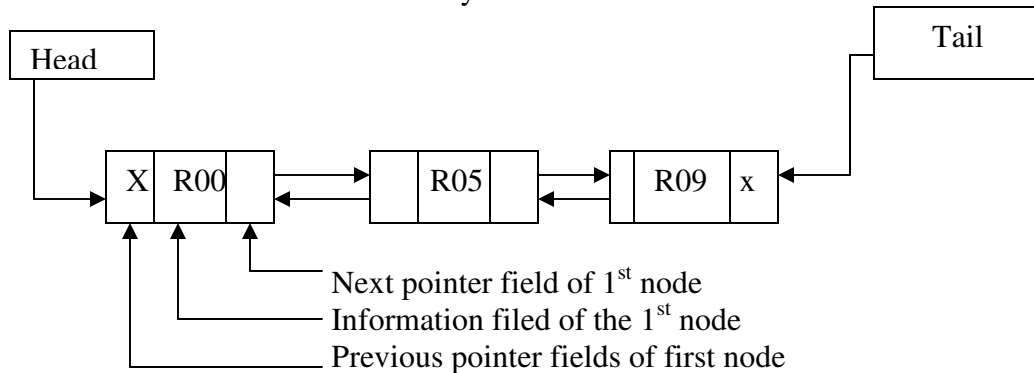 Head
Tail
X R00
R05
R09 x
Next pointer field of 1st node
Information filed of the 1st node
Previous pointer fields of first node